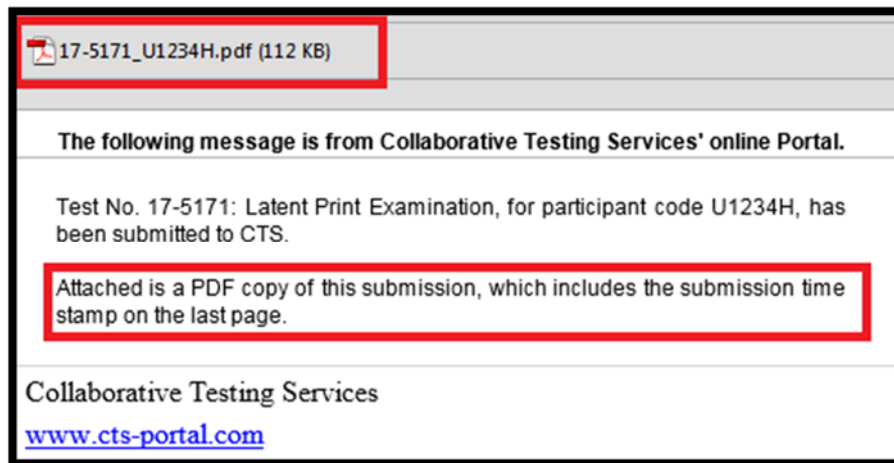 17-5171_U1234H.pdf (112 KB)
The following message is from Collaborative Testing Services' online Portal.
Test No. 17-5171: Latent Print Examination, for participant code U1234H, has
been submitted to CTS.
Attached is a PDF copy of this submission, which includes the submission time
stamp on the last page.
Collaborative Testing Services
www.cts-portal.com